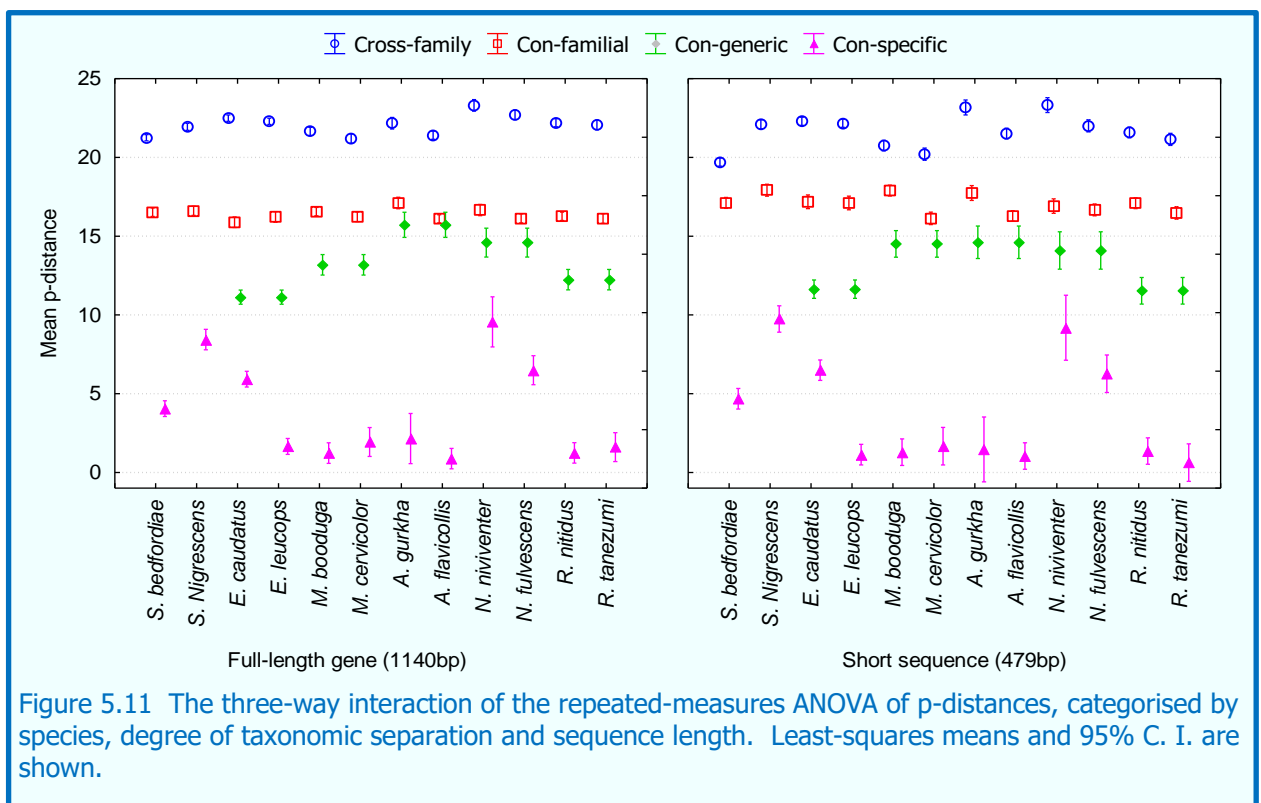 Cross-family Con-familial Con-generic Con-specific
Mean p-distance
25
20
15
10
5
0
S. bedfordiae
S. Nigrescens
E. caudatus
E. leucops
M. booduga
M. cervicolor
A. gurkha
A. flavicollis
N. niviventer
N. fulvescens
R. nitidus
R. tanezumi
Full-length gene (1140bp)
S. bedfordiae
S. Nigrescens
E. caudatus
E. leucops
M. booduga
M. cervicolor
A. gurkha
A. flavicollis
N. niviventer
N. fulvescens
R. nitidus
R. tanezumi
Short sequence (479bp)
Figure 5.11 The three-way interaction of the repeated-measures ANOVA of p-distances, categorised by
species, degree of taxonomic separation and sequence length. Least-squares means and 95% C. I. are
shown.